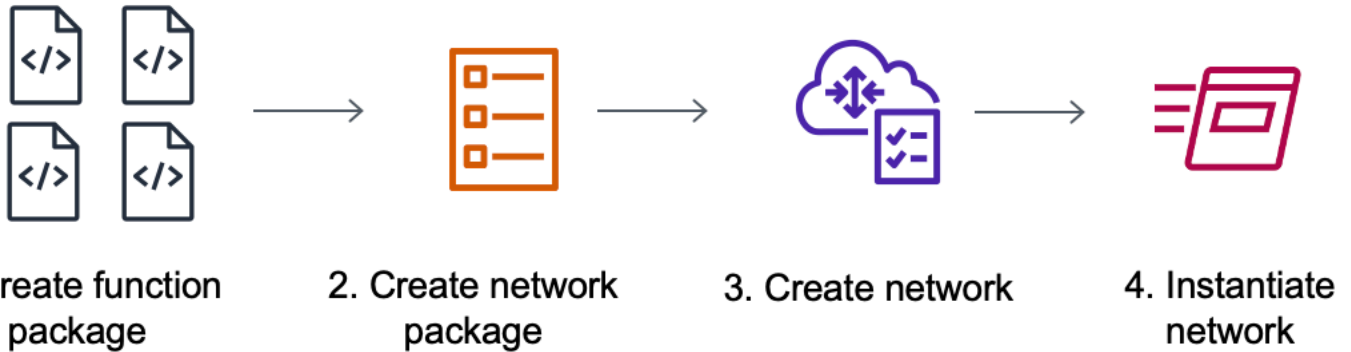 reate function
package
2. Create network
package
3. Create network
4. Instantiate
network